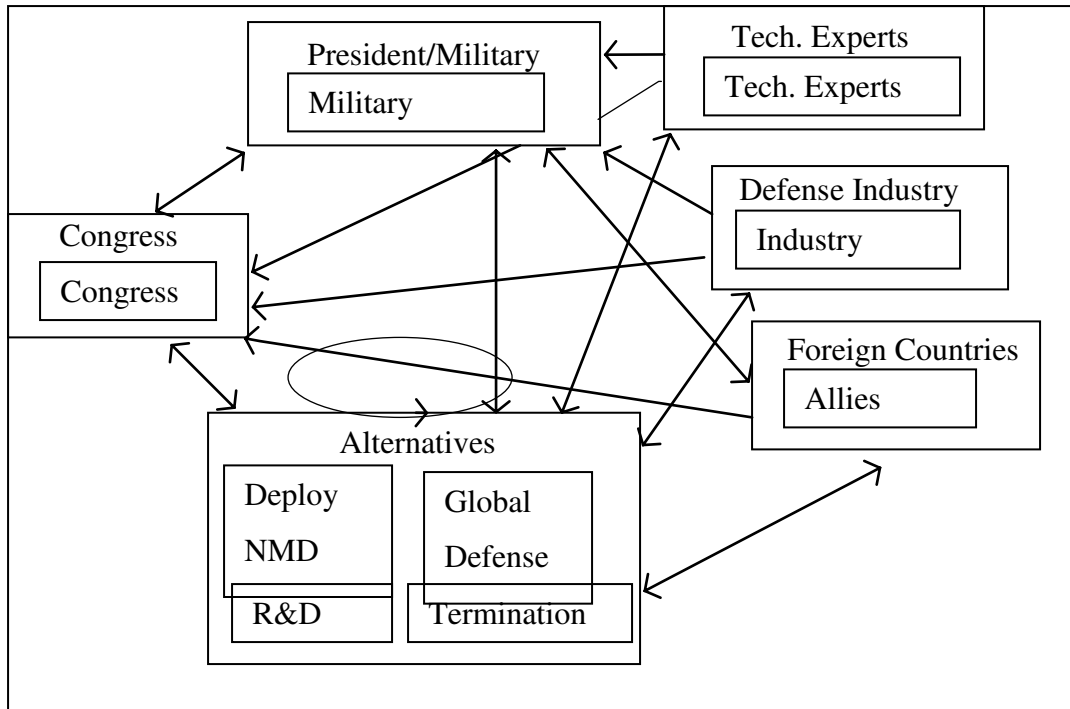 President/Military
Military
Tech. Experts
Tech. Experts
Defense Industry
Industry
Congress
Congress
Foreign Countries
Allies
Alternatives
Deploy
NMD
Global
Defense
R&D
Termination